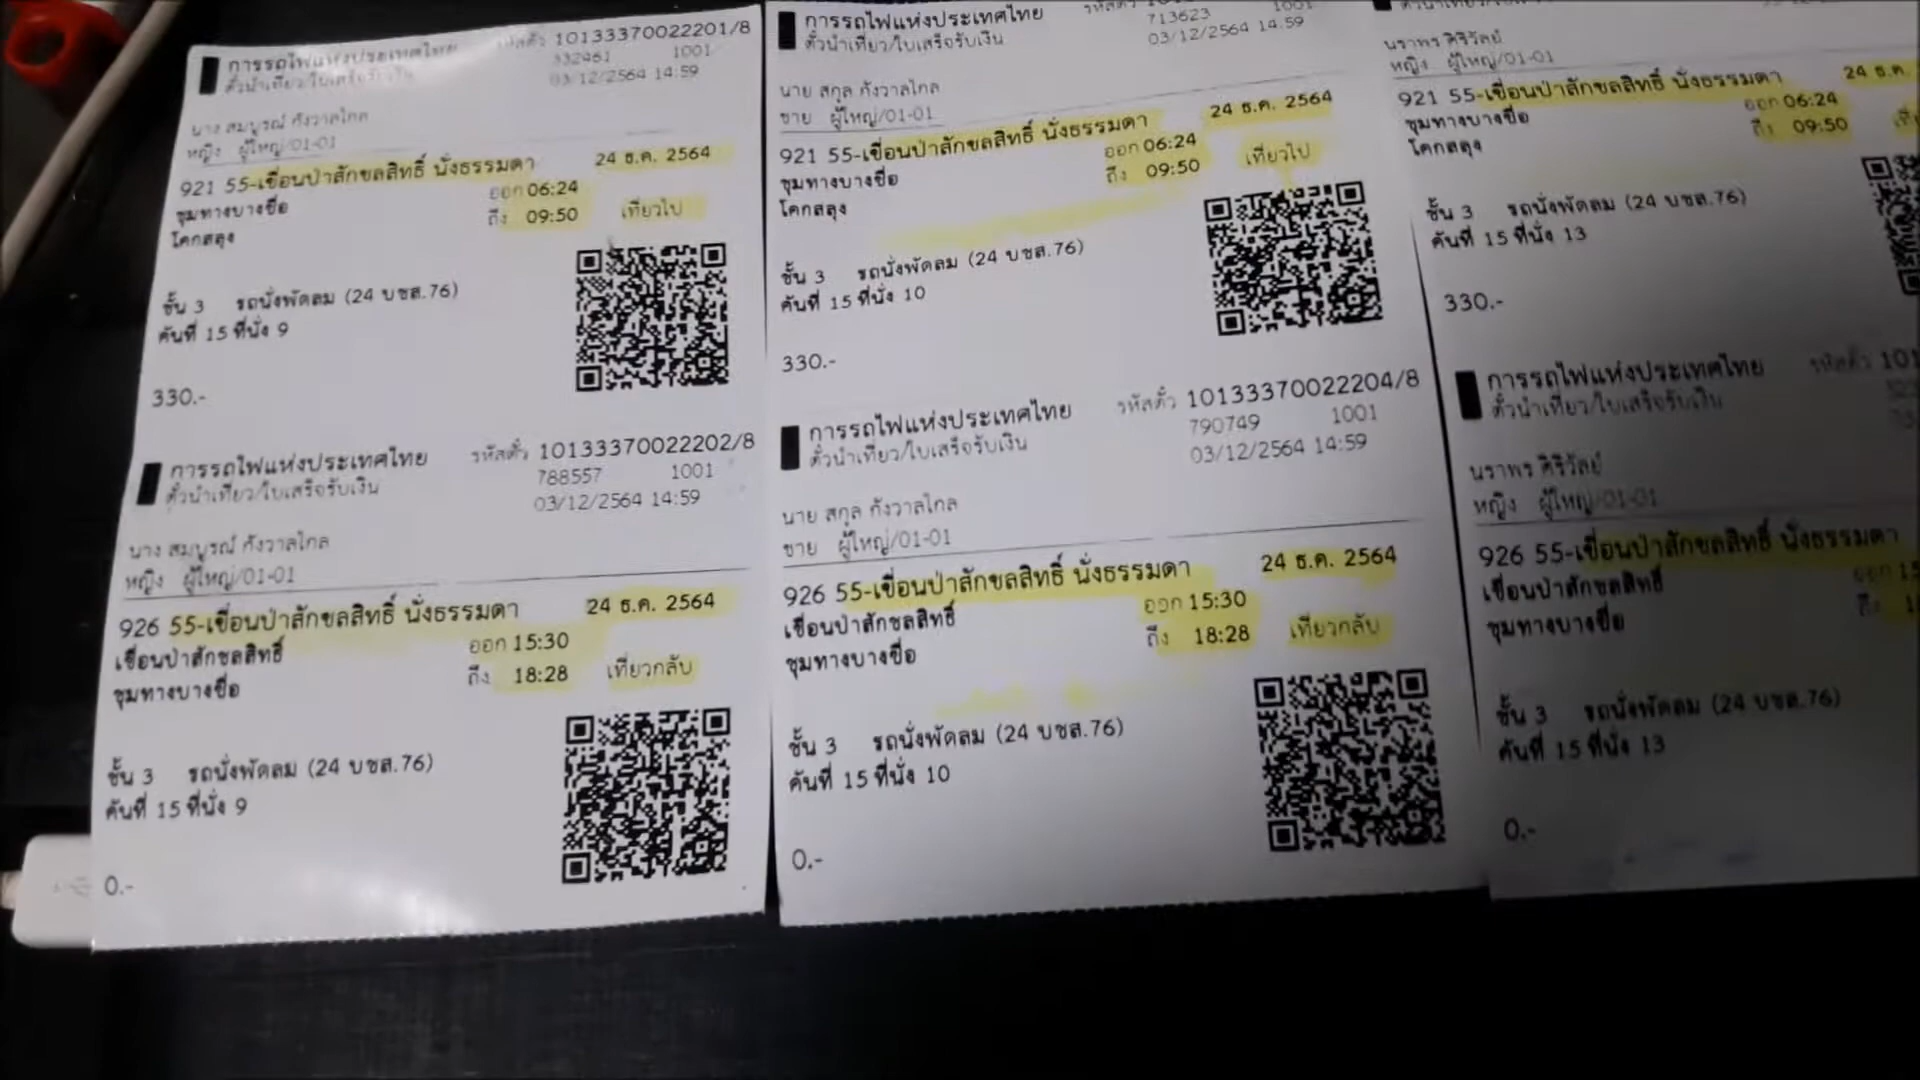 การรถไฟแห่งประเทศไทย รหัสตั๋ว 10133370022201/8
ตั๋วนำเที่ยว/ใบเสร็จรับเงิน 332461 1001
03/12/2564 14:59
นาง สมบูรณ์ กังวาลไกล
หญิง ผู้ใหญ่/01-01
921 55-เขื่อนป่าสักชลสิทธิ์ นั่งธรรมดา 24 ธ.ค. 2564
ชุมทางบางซื่อ ออก 06:24
โคกสลุง ถึง 09:50 เที่ยวไป
ชั้น 3 รถนั่งพัดลม (24 บชส.76)
คันที่ 15 ที่นั่ง 9
330.-
การรถไฟแห่งประเทศไทย รหัสตั๋ว 10133370022202/8
ตั๋วนำเที่ยว/ใบเสร็จรับเงิน 788557 1001
03/12/2564 14:59
นาง สมบูรณ์ กังวาลไกล
หญิง ผู้ใหญ่/01-01
926 55-เขื่อนป่าสักชลสิทธิ์ นั่งธรรมดา 24 ธ.ค. 2564
เขื่อนป่าสักชลสิทธิ์ ออก 15:30
ชุมทางบางซื่อ ถึง 18:28 เที่ยวกลับ
ชั้น 3 รถนั่งพัดลม (24 บชส.76)
คันที่ 15 ที่นั่ง 9
0.-
การรถไฟแห่งประเทศไทย รหัสตั๋ว
ตั๋วนำเที่ยว/ใบเสร็จรับเงิน 713623 1001
03/12/2564 14:59
นาย สกุล กังวาลไกล
ชาย ผู้ใหญ่/01-01
921 55-เขื่อนป่าสักชลสิทธิ์ นั่งธรรมดา 24 ธ.ค. 2564
ชุมทางบางซื่อ ออก 06:24
โคกสลุง ถึง 09:50 เที่ยวไป
ชั้น 3 รถนั่งพัดลม (24 บชส.76)
คันที่ 15 ที่นั่ง 10
330.-
การรถไฟแห่งประเทศไทย รหัสตั๋ว 10133370022204/8
ตั๋วนำเที่ยว/ใบเสร็จรับเงิน 790749 1001
03/12/2564 14:59
นาย สกุล กังวาลไกล
ชาย ผู้ใหญ่/01-01
926 55-เขื่อนป่าสักชลสิทธิ์ นั่งธรรมดา 24 ธ.ค. 2564
เขื่อนป่าสักชลสิทธิ์ ออก 15:30
ชุมทางบางซื่อ ถึง 18:28 เที่ยวกลับ
ชั้น 3 รถนั่งพัดลม (24 บชส.76)
คันที่ 15 ที่นั่ง 10
0.-
นราพร ศิริวัลย์
หญิง ผู้ใหญ่/01-01
921 55-เขื่อนป่าสักชลสิทธิ์ นั่งธรรมดา 24 ธ.ค.
ชุมทางบางซื่อ ออก 06:24
โคกสลุง ถึง 09:50
ชั้น 3 รถนั่งพัดลม (24 บชส.76)
คันที่ 15 ที่นั่ง 13
330.-
การรถไฟแห่งประเทศไทย รหัสตั๋ว 101
ตั๋วนำเที่ยว/ใบเสร็จรับเงิน
นราพร ศิริวัลย์
หญิง ผู้ใหญ่/01-01
926 55-เขื่อนป่าสักชลสิทธิ์ นั่งธรรมดา
เขื่อนป่าสักชลสิทธิ์ ออก 15
ชุมทางบางซื่อ ถึง
ชั้น 3 รถนั่งพัดลม (24 บชส.76)
คันที่ 15 ที่นั่ง 13
0.-